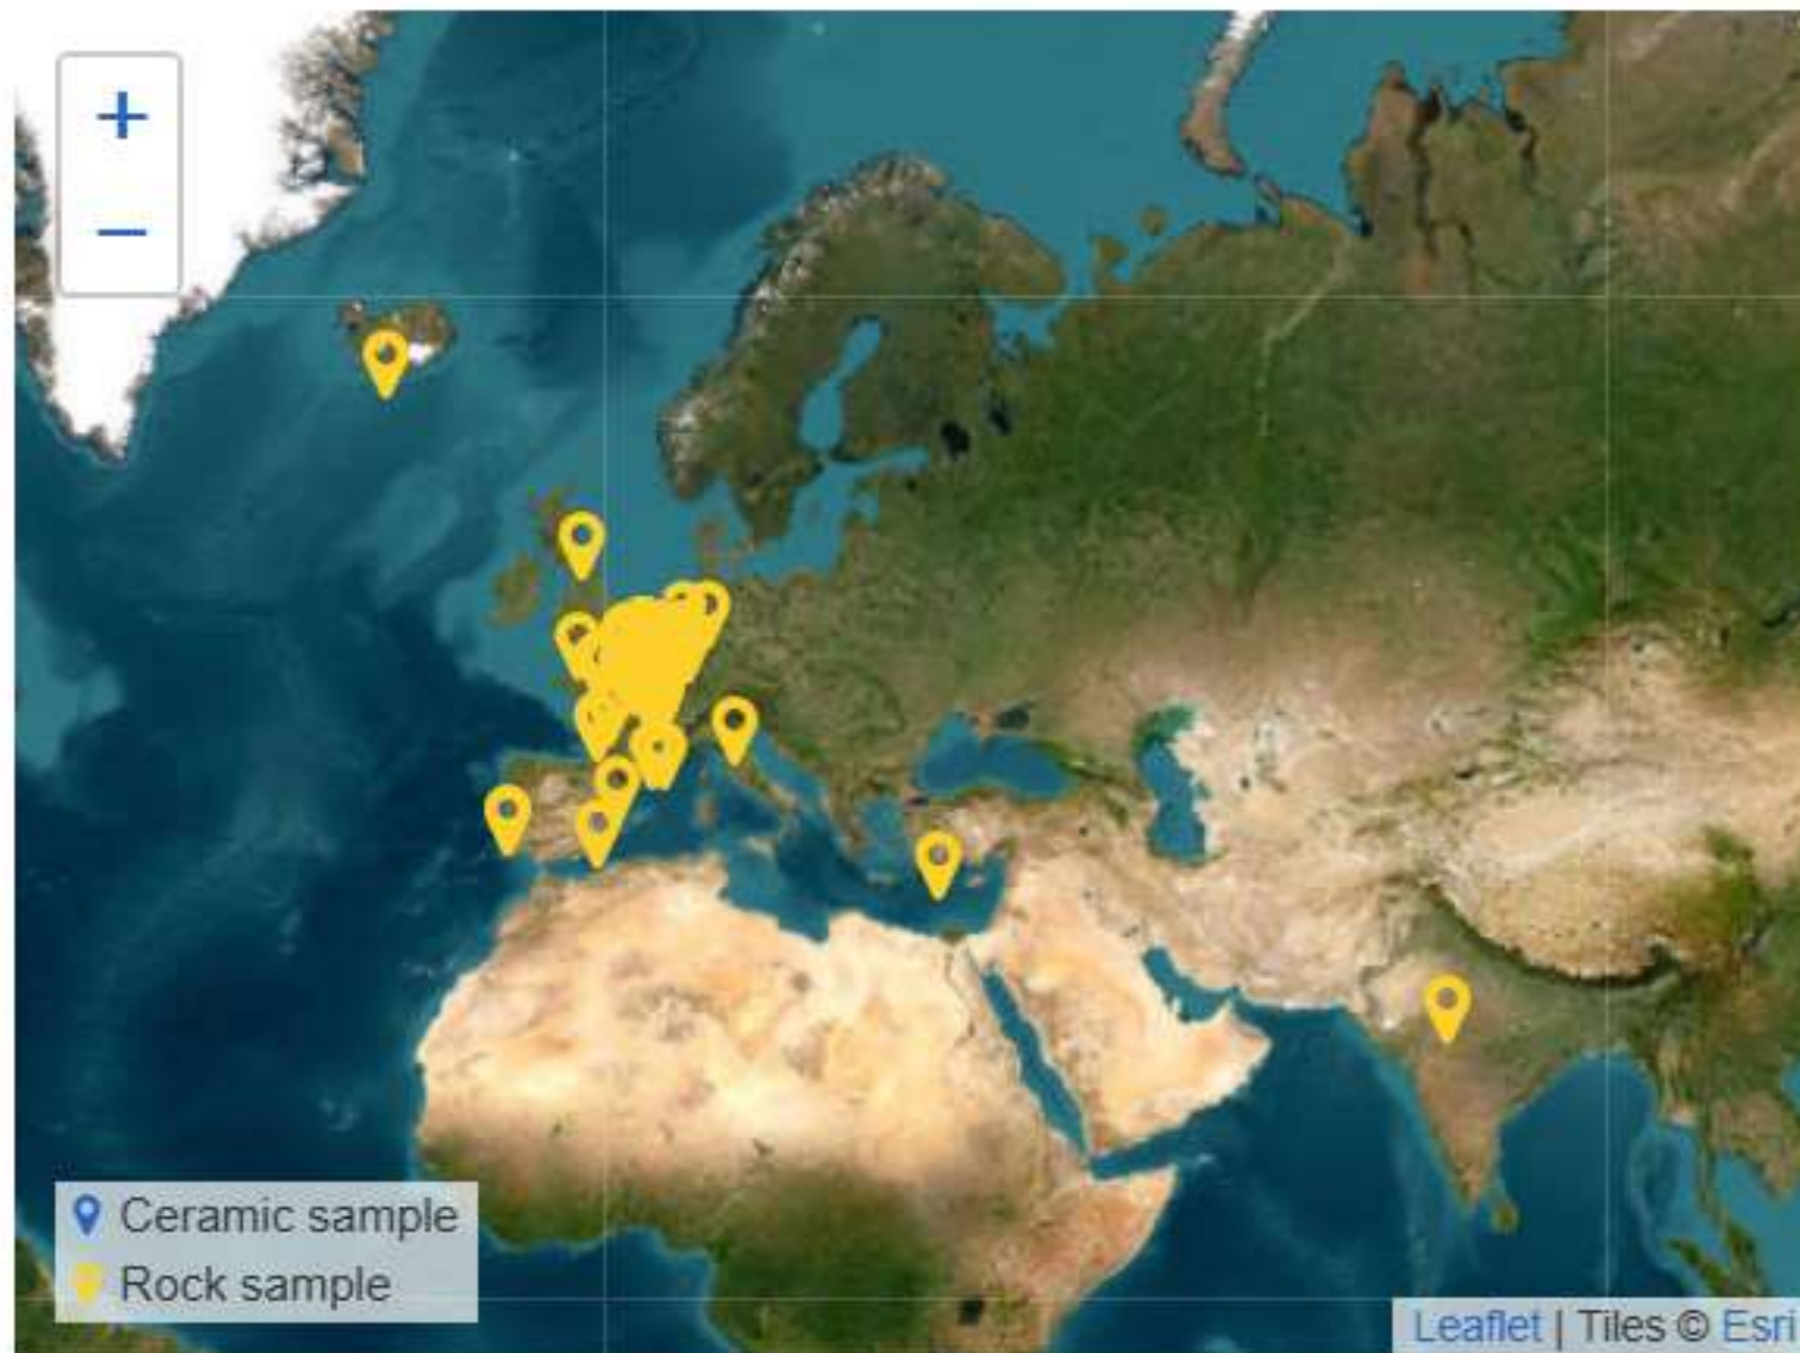 +
−
Ceramic sample
Rock sample
Leaflet | Tiles © Esri